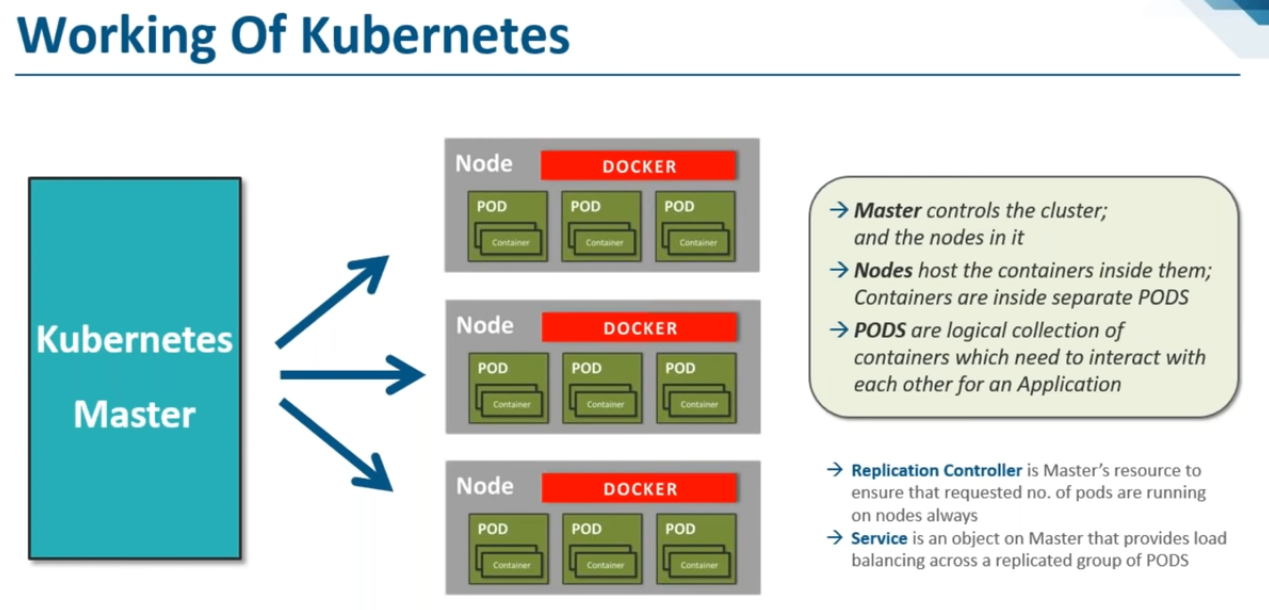 Working Of Kubernetes
Kubernetes
Master
Node
DOCKER
POD
POD
POD
Container
Container
Container
Node
DOCKER
POD
POD
POD
Container
Container
Container
Node
DOCKER
POD
POD
POD
Container
Container
Container
→ Master controls the cluster;
and the nodes in it
→ Nodes host the containers inside them;
Containers are inside separate PODS
→ PODS are logical collection of
containers which need to interact with
each other for an Application
→ Replication Controller is Master's resource to
ensure that requested no. of pods are running
on nodes always
→ Service is an object on Master that provides load
balancing across a replicated group of PODS